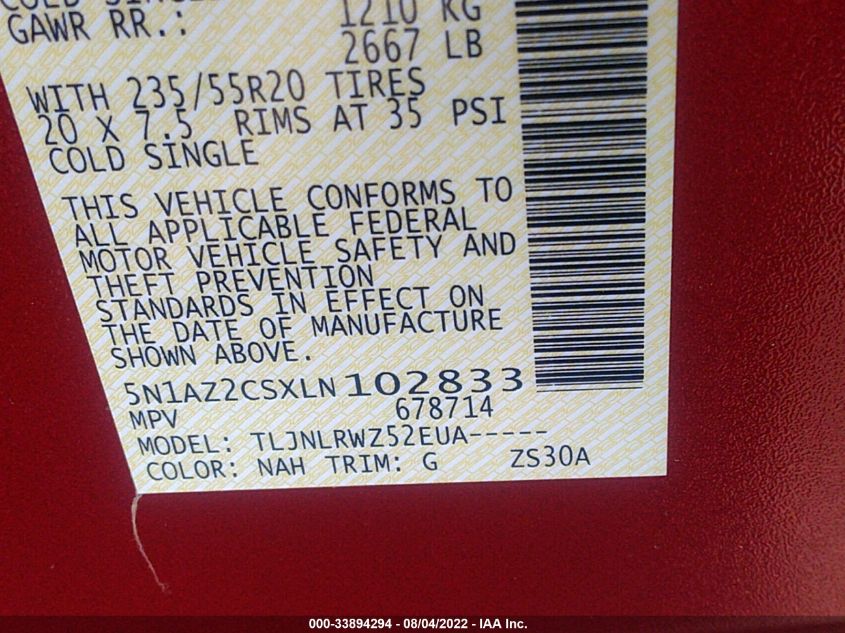 COLD SINGLE
GAWR RR.: 1210 KG
2667 LB
WITH 235/55R20 TIRES
20 X 7.5 RIMS AT 35 PSI
COLD SINGLE
THIS VEHICLE CONFORMS TO
ALL APPLICABLE FEDERAL
MOTOR VEHICLE SAFETY AND
THEFT PREVENTION
STANDARDS IN EFFECT ON
THE DATE OF MANUFACTURE
SHOWN ABOVE.
5N1AZ2CSXLN102833
MPV 678714
MODEL: TLJNLRWZ52EUA-----
COLOR: NAH TRIM: G ZS30A
000-33894294 - 08/04/2022 - IAA Inc.